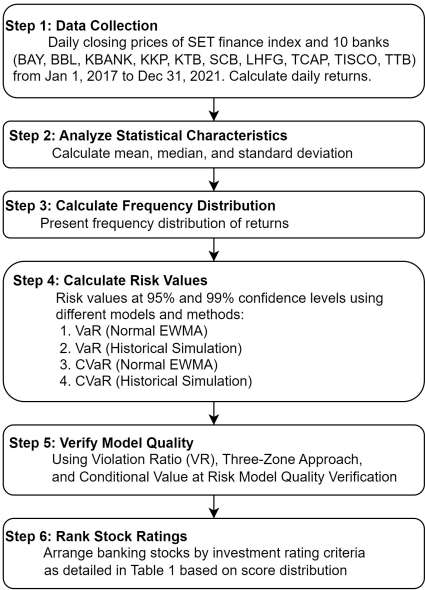 Step 1: Data Collection
Daily closing prices of SET finance index and 10 banks
(BAY, BBL, KBANK, KKP, KTB, SCB, LHFG, TCAP, TISCO, TTB)
from Jan 1, 2017 to Dec 31, 2021. Calculate daily returns.
Step 2: Analyze Statistical Characteristics
Calculate mean, median, and standard deviation
Step 3: Calculate Frequency Distribution
Present frequency distribution of returns
Step 4: Calculate Risk Values
Risk values at 95% and 99% confidence levels using
different models and methods:
1. VaR (Normal EWMA)
2. VaR (Historical Simulation)
3. CVaR (Normal EWMA)
4. CVaR (Historical Simulation)
Step 5: Verify Model Quality
Using Violation Ratio (VR), Three-Zone Approach,
and Conditional Value at Risk Model Quality Verification
Step 6: Rank Stock Ratings
Arrange banking stocks by investment rating criteria
as detailed in Table 1 based on score distribution